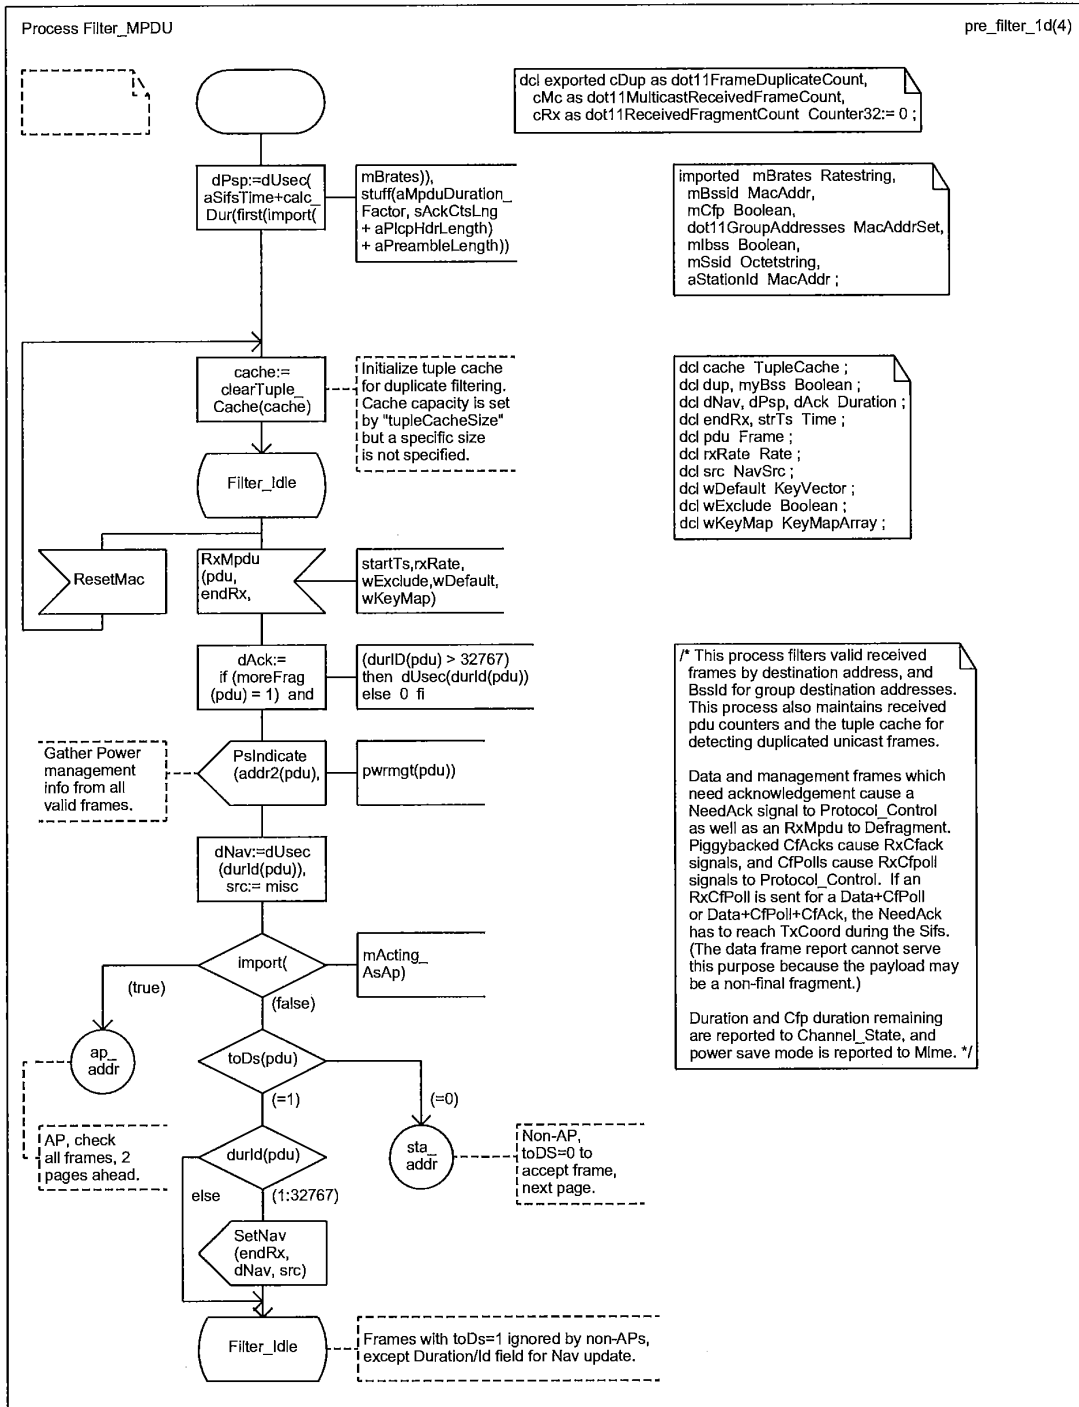 Process Filter_MPDU
pre_filter_1d(4)
dcl exported cDup as dot11FrameDuplicateCount,
cMc as dot11MulticastReceivedFrameCount,
cRx as dot11ReceivedFragmentCount Counter32:= 0 ;
dPsp:=dUsec(
aSifsTime+calc_
Dur(first(import(
mBrates)),
stuff(aMpduDuration_
Factor, sAckCtsLng
+ aPlcpHdrLength)
+ aPreambleLength))
imported mBrates Ratestring,
mBssid MacAddr,
mCfp Boolean,
dot11GroupAddresses MacAddrSet,
mIbss Boolean,
mSsid Octetstring,
aStationId MacAddr ;
cache:=
clearTuple_
Cache(cache)
Initialize tuple cache
for duplicate filtering.
Cache capacity is set
by "tupleCacheSize"
but a specific size
is not specified.
dcl cache TupleCache ;
dcl dup, myBss Boolean ;
dcl dNav, dPsp, dAck Duration ;
dcl endRx, strTs Time ;
dcl pdu Frame ;
dcl rxRate Rate ;
dcl src NavSrc ;
dcl wDefault KeyVector ;
dcl wExclude Boolean ;
dcl wKeyMap KeyMapArray ;
Filter_Idle
ResetMac
RxMpdu
(pdu,
endRx,
startTs,rxRate,
wExclude,wDefault,
wKeyMap)
dAck:=
if (moreFrag
(pdu) = 1) and
(durID(pdu) > 32767)
then dUsec(durId(pdu))
else 0 fi
/* This process filters valid received
frames by destination address, and
BssId for group destination addresses.
This process also maintains received
pdu counters and the tuple cache for
detecting duplicated unicast frames.
Data and management frames which
need acknowledgement cause a
NeedAck signal to Protocol_Control
as well as an RxMpdu to Defragment.
Piggybacked CfAcks cause RxCfack
signals, and CfPolls cause RxCfpoll
signals to Protocol_Control. If an
RxCfPoll is sent for a Data+CfPoll
or Data+CfPoll+CfAck, the NeedAck
has to reach TxCoord during the Sifs.
(The data frame report cannot serve
this purpose because the payload may
be a non-final fragment.)
Duration and Cfp duration remaining
are reported to Channel_State, and
power save mode is reported to Mlme. */
Gather Power
management
info from all
valid frames.
PsIndicate
(addr2(pdu),
pwrmgt(pdu))
dNav:=dUsec
(durId(pdu)),
src:= misc
import(
mActing_
AsAp)
(true)
(false)
ap_
addr
toDs(pdu)
(=1)
(=0)
AP, check
all frames, 2
pages ahead.
durId(pdu)
sta_
addr
Non-AP,
toDS=0 to
accept frame,
next page.
else
(1:32767)
SetNav
(endRx,
dNav, src)
Filter_Idle
Frames with toDs=1 ignored by non-APs,
except Duration/Id field for Nav update.